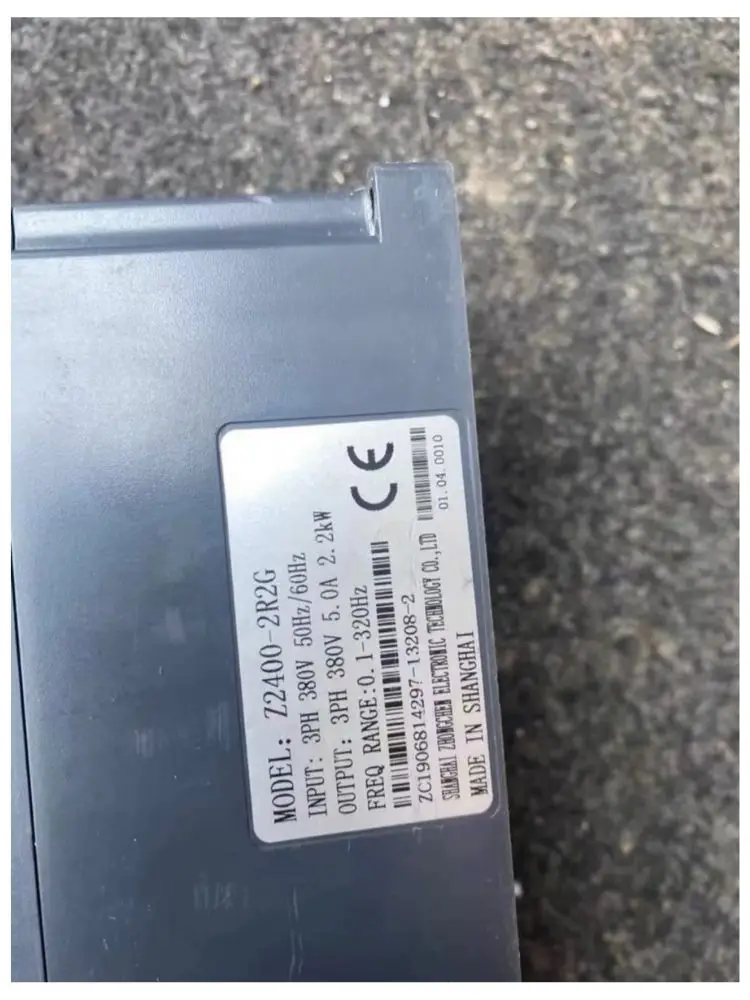 MODEL: Z2400-2R2G
INPUT: 3PH 380V 50Hz/60Hz
OUTPUT: 3PH 380V 5.0A 2.2kW
FREQ RANGE:0.1-320Hz
CE
ZC1906814297-13208-2
01.04.0010
SHANGHAI ZHONGCHEN ELECTRONIC TECHNOLOGY CO.,LTD
MADE IN SHANGHAI